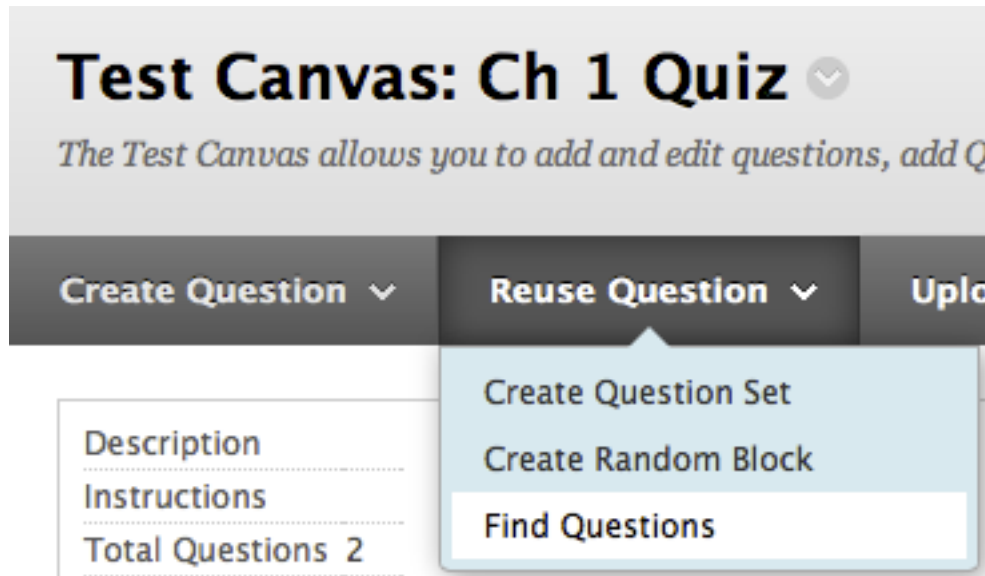 Test Canvas: Ch 1 Quiz
The Test Canvas allows you to add and edit questions, add Q
Create Question Reuse Question Uplo
Create Question Set
Create Random Block
Find Questions
Description
Instructions
Total Questions 2